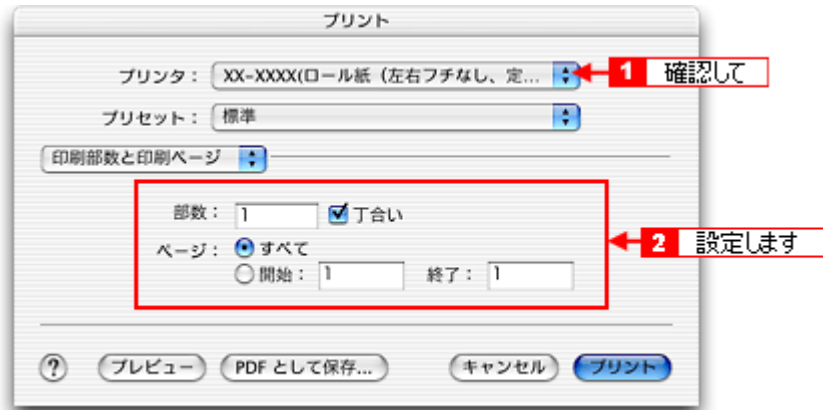 プリント
プリンタ： XX-XXXX(ロール紙（左右フチなし、定... 1 確認して
プリセット： 標準
印刷部数と印刷ページ
部数： 1 丁合い
ページ： すべて 2 設定します
開始： 1 終了： 1
? プレビュー PDF として保存... キャンセル プリント